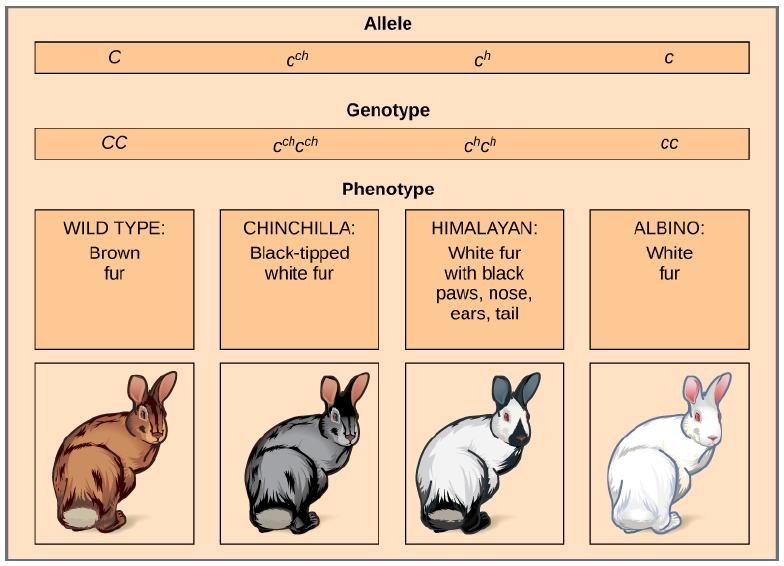 Allele
C c^ch c^h c
Genotype
CC c^chc^ch c^hc^h cc
Phenotype
WILD TYPE:
Brown
fur
CHINCHILLA:
Black-tipped
white fur
HIMALAYAN:
White fur
with black
paws, nose,
ears, tail
ALBINO:
White
fur